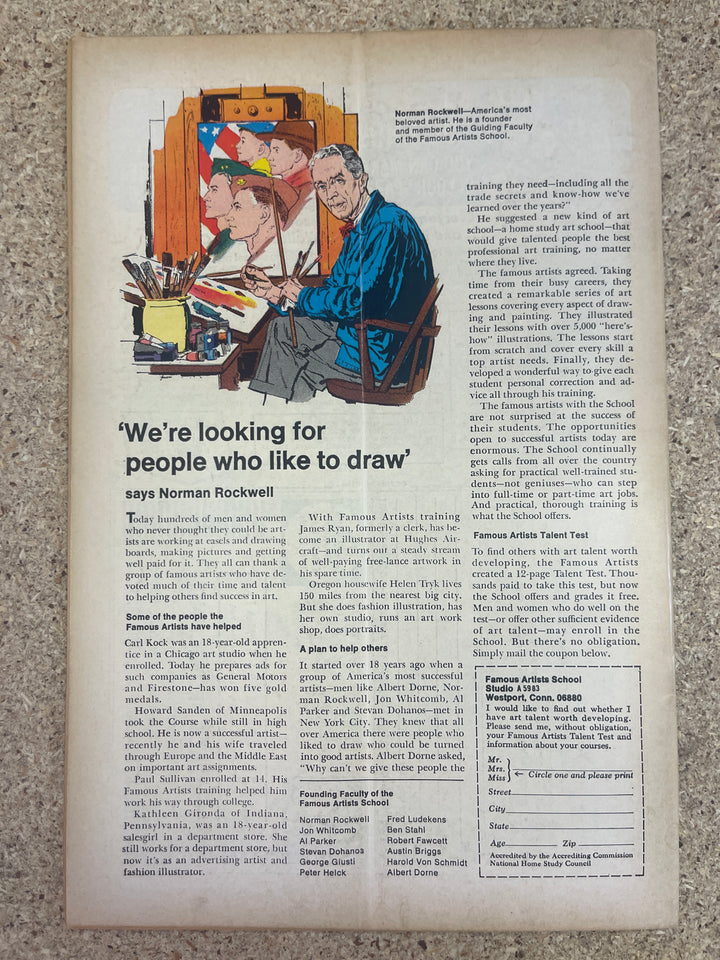 Norman Rockwell—America's most
beloved artist. He is a founder
and member of the Guiding Faculty
of the Famous Artists School.
'We're looking for
people who like to draw'
says Norman Rockwell
Today hundreds of men and women
who never thought they could be art-
ists are working at easels and drawing
boards, making pictures and getting
well paid for it. They all can thank a
group of famous artists who have de-
voted much of their time and talent
to helping others find success in art.
Some of the people the
Famous Artists have helped
Carl Kock was an 18-year-old appren-
tice in a Chicago art studio when he
enrolled. Today he prepares ads for
such companies as General Motors
and Firestone—has won five gold
medals.
Howard Sanden of Minneapolis
took the Course while still in high
school. He is now a successful artist—
recently he and his wife traveled
through Europe and the Middle East
on important art assignments.
Paul Sullivan enrolled at 14. His
Famous Artists training helped him
work his way through college.
Kathleen Gironda of Indiana,
Pennsylvania, was an 18-year-old
salesgirl in a department store. She
still works for a department store, but
now it's as an advertising artist and
fashion illustrator.
With Famous Artists training
James Ryan, formerly a clerk, has be-
come an illustrator at Hughes Air-
craft—and turns out a steady stream
of well-paying free-lance artwork in
his spare time.
Oregon housewife Helen Tryk lives
150 miles from the nearest big city.
But she does fashion illustration, has
her own studio, runs an art work
shop, does portraits.
A plan to help others
It started over 18 years ago when a
group of America's most successful
artists—men like Albert Dorne, Nor-
man Rockwell, Jon Whitcomb, Al
Parker and Stevan Dohanos—met in
New York City. They knew that all
over America there were people who
liked to draw who could be turned
into good artists. Albert Dorne asked,
"Why can't we give these people the
Founding Faculty of the
Famous Artists School
Norman Rockwell
Jon Whitcomb
Al Parker
Stevan Dohanos
George Giusti
Peter Helck
Fred Ludekens
Ben Stahl
Robert Fawcett
Austin Briggs
Harold Von Schmidt
Albert Dorne
training they need—including all the
trade secrets and know-how we've
learned over the years?"
He suggested a new kind of art
school—a home study art school—that
would give talented people the best
professional art training, no matter
where they live.
The famous artists agreed. Taking
time from their busy careers, they
created a remarkable series of art
lessons covering every aspect of draw-
ing and painting. They illustrated
their lessons with over 5,000 "here's-
how" illustrations. The lessons start
from scratch and cover every skill a
top artist needs. Finally, they de-
veloped a wonderful way to give each
student personal correction and ad-
vice all through his training.
The famous artists with the School
are not surprised at the success of
their students. The opportunities
open to successful artists today are
enormous. The School continually
gets calls from all over the country
asking for practical well-trained stu-
dents—not geniuses—who can step
into full-time or part-time art jobs.
And practical, thorough training is
what the School offers.
Famous Artists Talent Test
To find others with art talent worth
developing, the Famous Artists
created a 12-page Talent Test. Thou-
sands paid to take this test, but now
the School offers and grades it free.
Men and women who do well on the
test—or offer other sufficient evidence
of art talent—may enroll in the
School. But there's no obligation.
Simply mail the coupon below.
Famous Artists School
Studio A5983
Westport, Conn. 06880
I would like to find out whether I
have art talent worth developing.
Please send me, without obligation,
your Famous Artists Talent Test and
information about your courses.
Mr.
Mrs.
Miss ← Circle one and please print
Street
City
State
Age Zip
Accredited by the Accrediting Commission
National Home Study Council